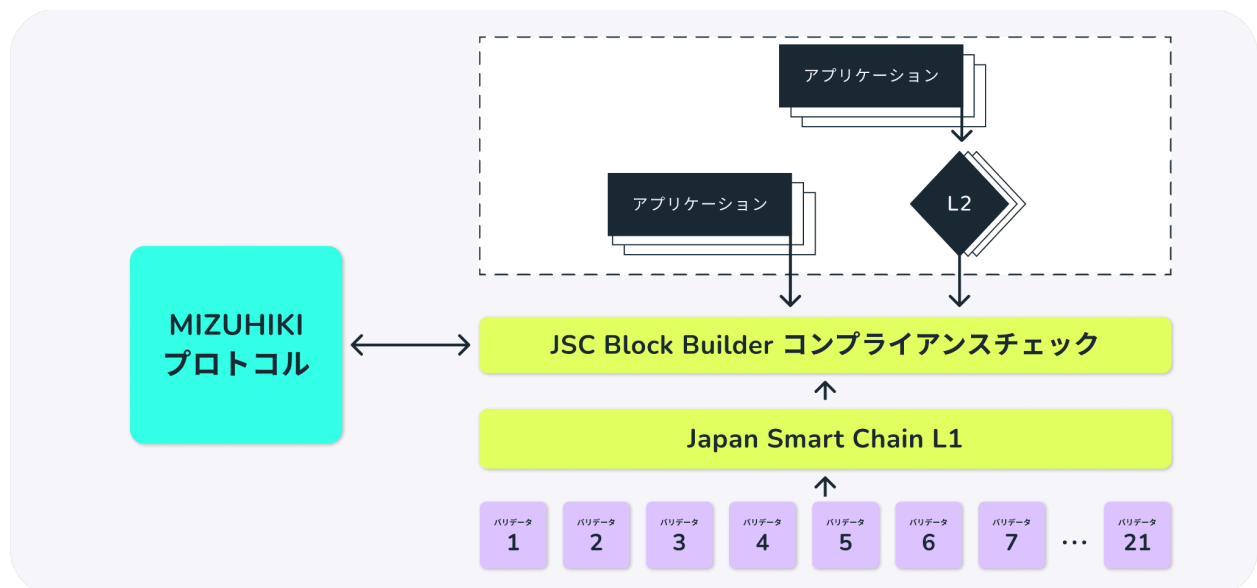 アプリケーション
アプリケーション
L2
MIZUHIKI
プロトコル
JSC Block Builder コンプライアンスチェック
Japan Smart Chain L1
バリデータ
1
バリデータ
2
バリデータ
3
バリデータ
4
バリデータ
5
バリデータ
6
バリデータ
7
...
バリデータ
21